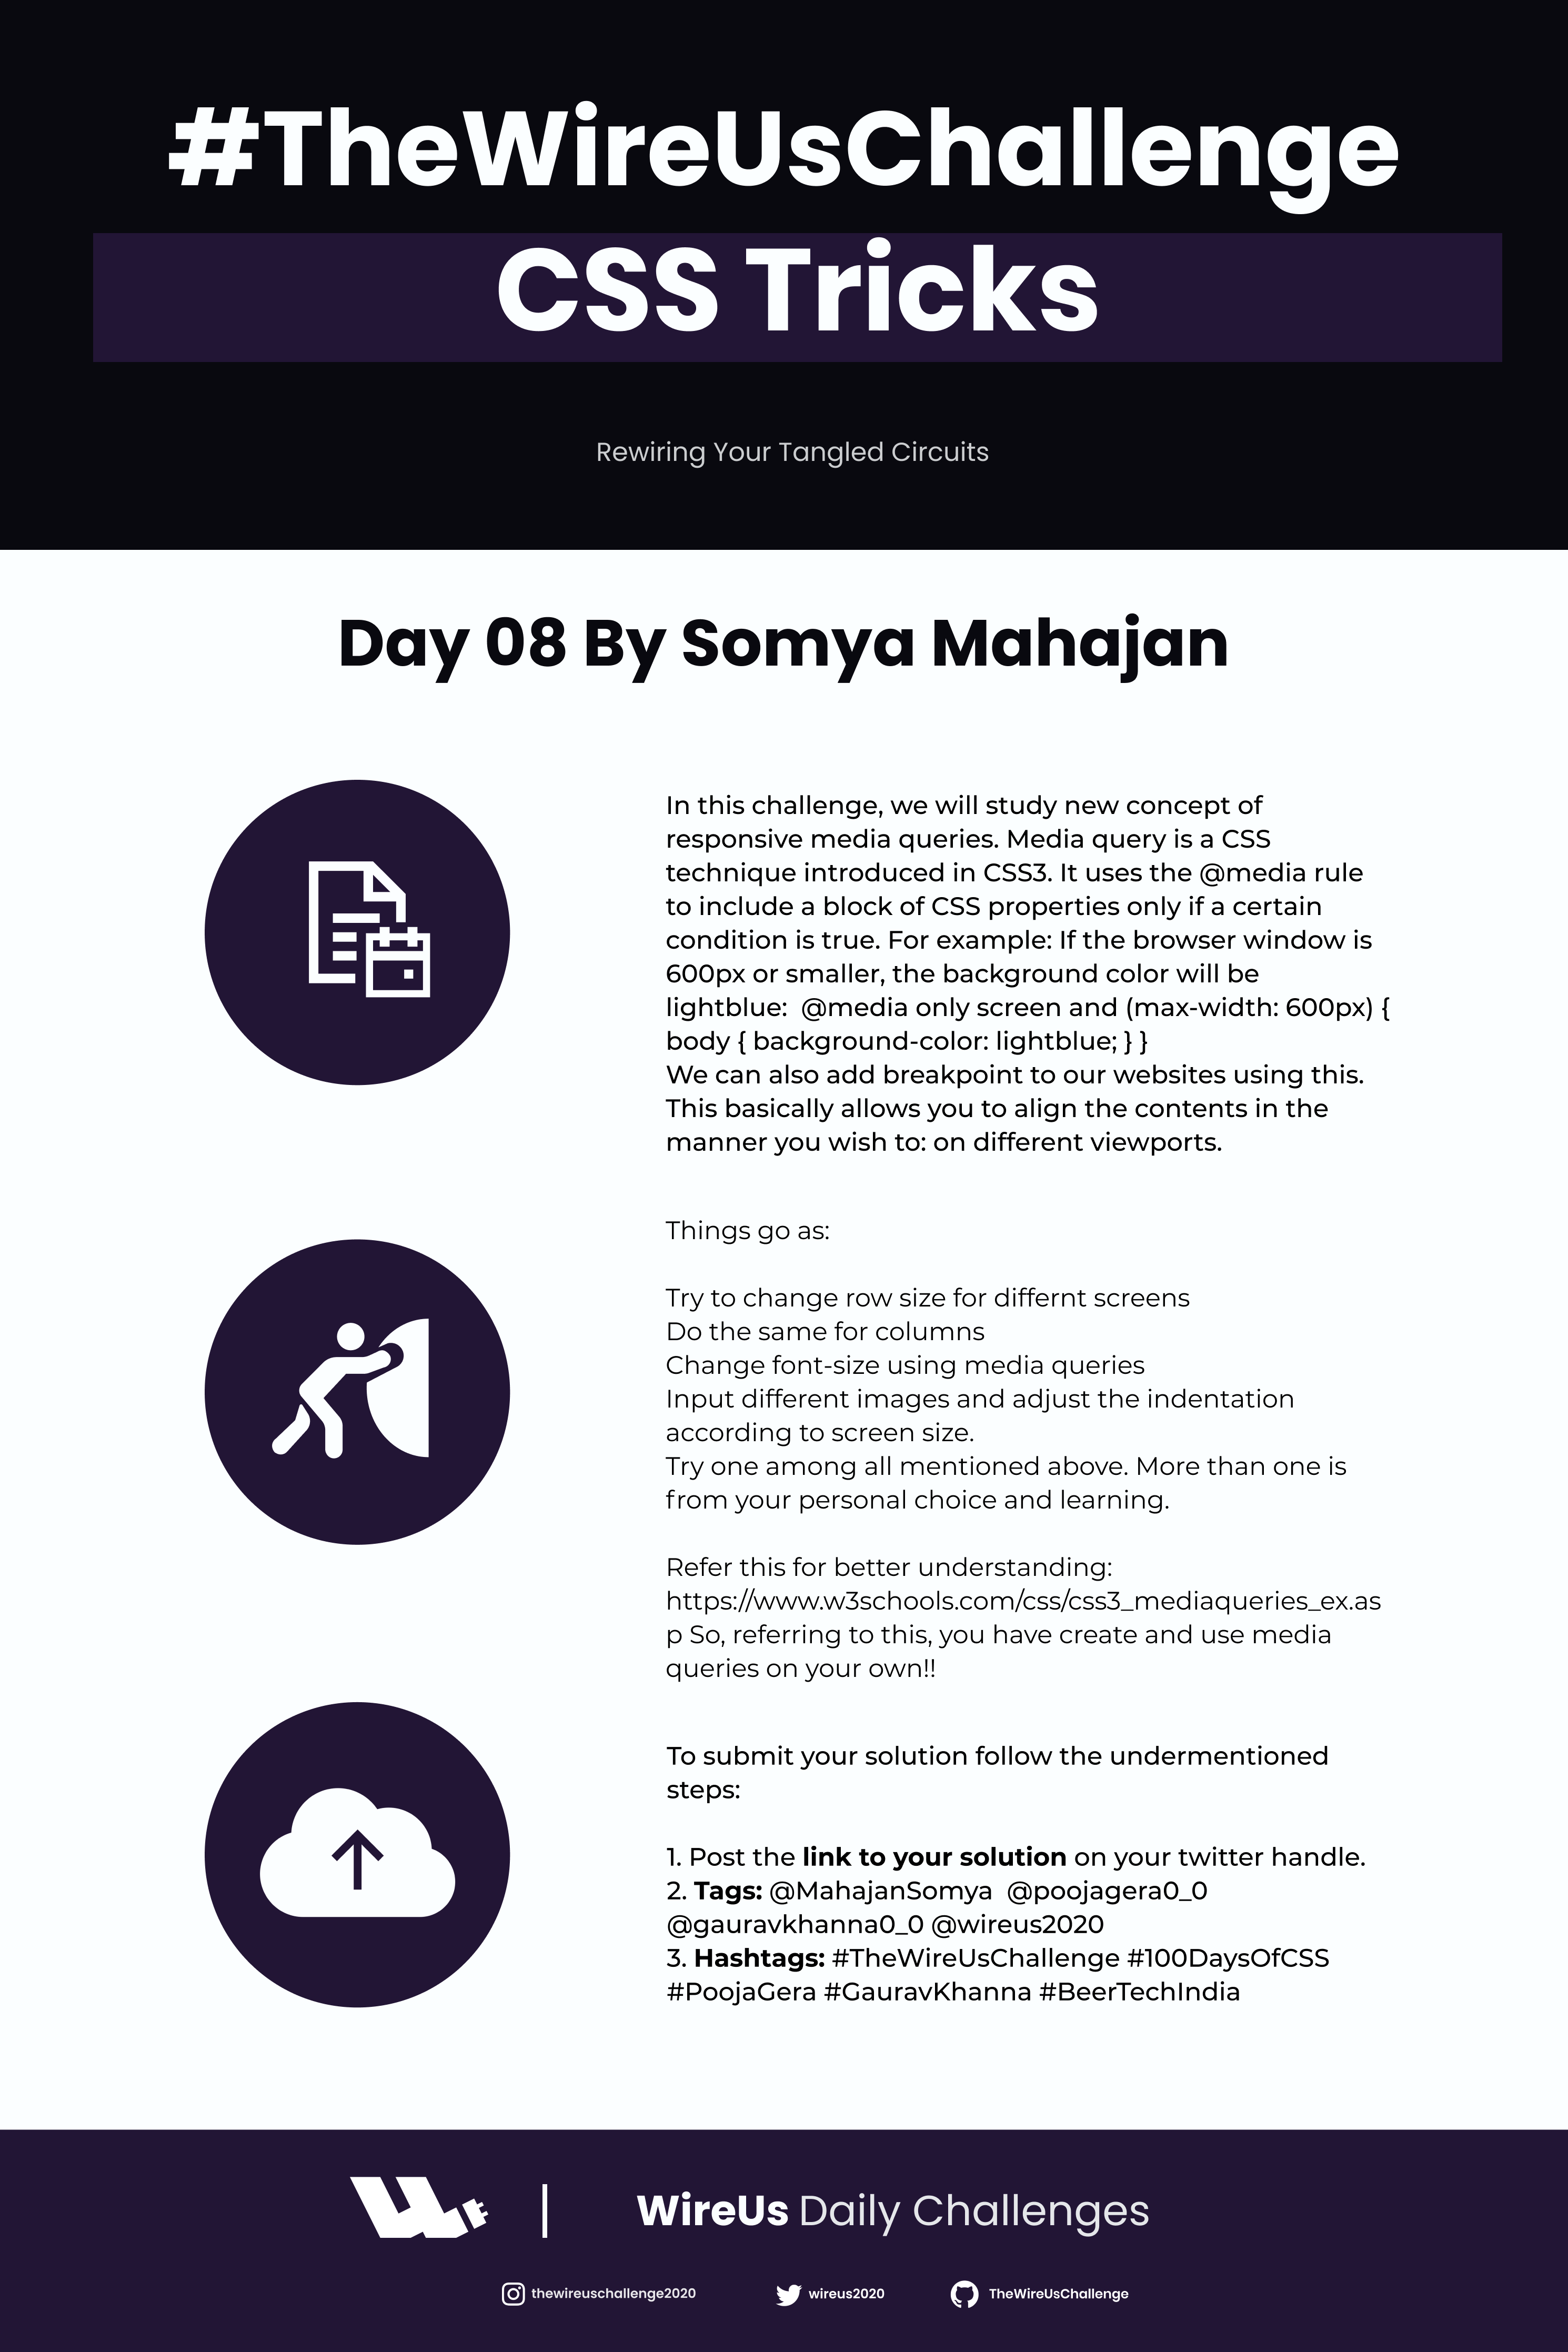 #TheWireUsChallenge
CSS Tricks
Rewiring Your Tangled Circuits
Day 08 By Somya Mahajan
In this challenge, we will study new concept of
responsive media queries. Media query is a CSS
technique introduced in CSS3. It uses the @media rule
to include a block of CSS properties only if a certain
condition is true. For example: If the browser window is
600px or smaller, the background color will be
lightblue:  @media only screen and (max-width: 600px) {
body { background-color: lightblue; } }
We can also add breakpoint to our websites using this.
This basically allows you to align the contents in the
manner you wish to: on different viewports.
Things go as:
Try to change row size for differnt screens
Do the same for columns
Change font-size using media queries
Input different images and adjust the indentation
according to screen size.
Try one among all mentioned above. More than one is
from your personal choice and learning.
Refer this for better understanding:
https://www.w3schools.com/css/css3_mediaqueries_ex.as
p So, referring to this, you have create and use media
queries on your own!!
To submit your solution follow the undermentioned
steps:
1. Post the link to your solution on your twitter handle.
2. Tags: @MahajanSomya  @poojagera0_0
@gauravkhanna0_0 @wireus2020
3. Hashtags: #TheWireUsChallenge #100DaysOfCSS
#PoojaGera #GauravKhanna #BeerTechIndia
WireUs Daily Challenges
thewireuschallenge2020 wireus2020 TheWireUsChallenge